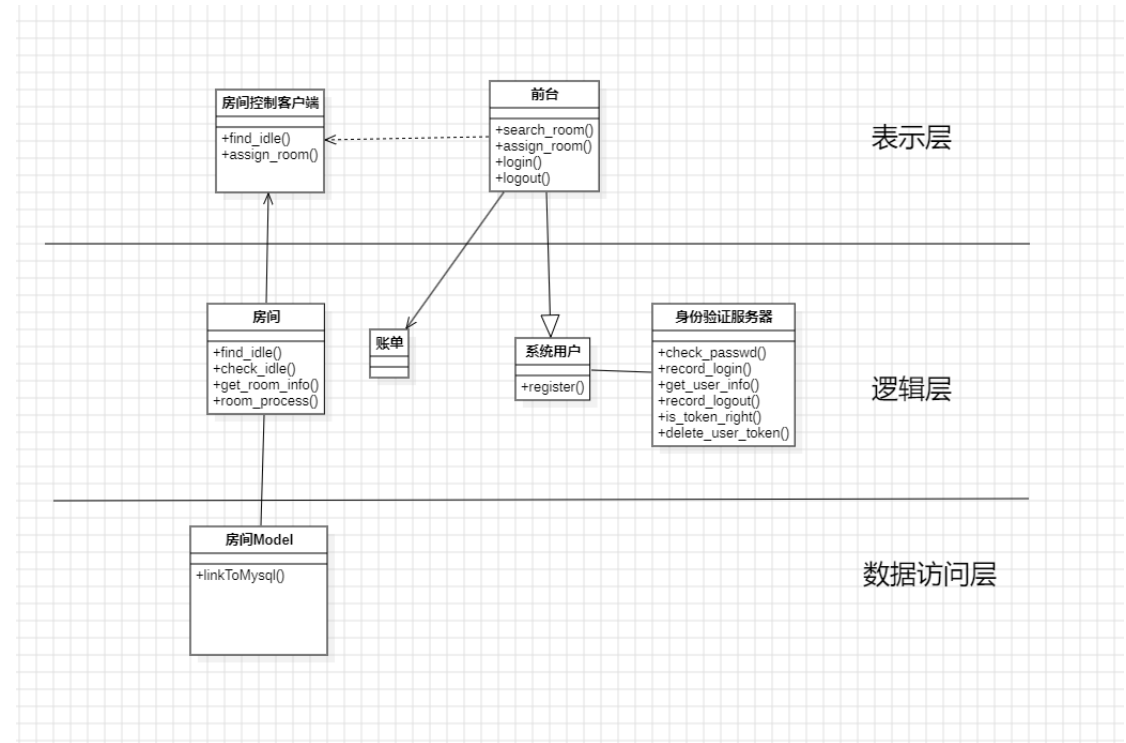 房间控制客户端
+find_idle()
+assign_room()
前台
+search_room()
+assign_room()
+login()
+logout()
表示层
房间
+find_idle()
+check_idle()
+get_room_info()
+room_process()
账单
系统用户
+register()
身份验证服务器
+check_passwd()
+record_login()
+get_user_info()
+record_logout()
+is_token_right()
+delete_user_token()
逻辑层
房间Model
+linkToMysql()
数据访问层